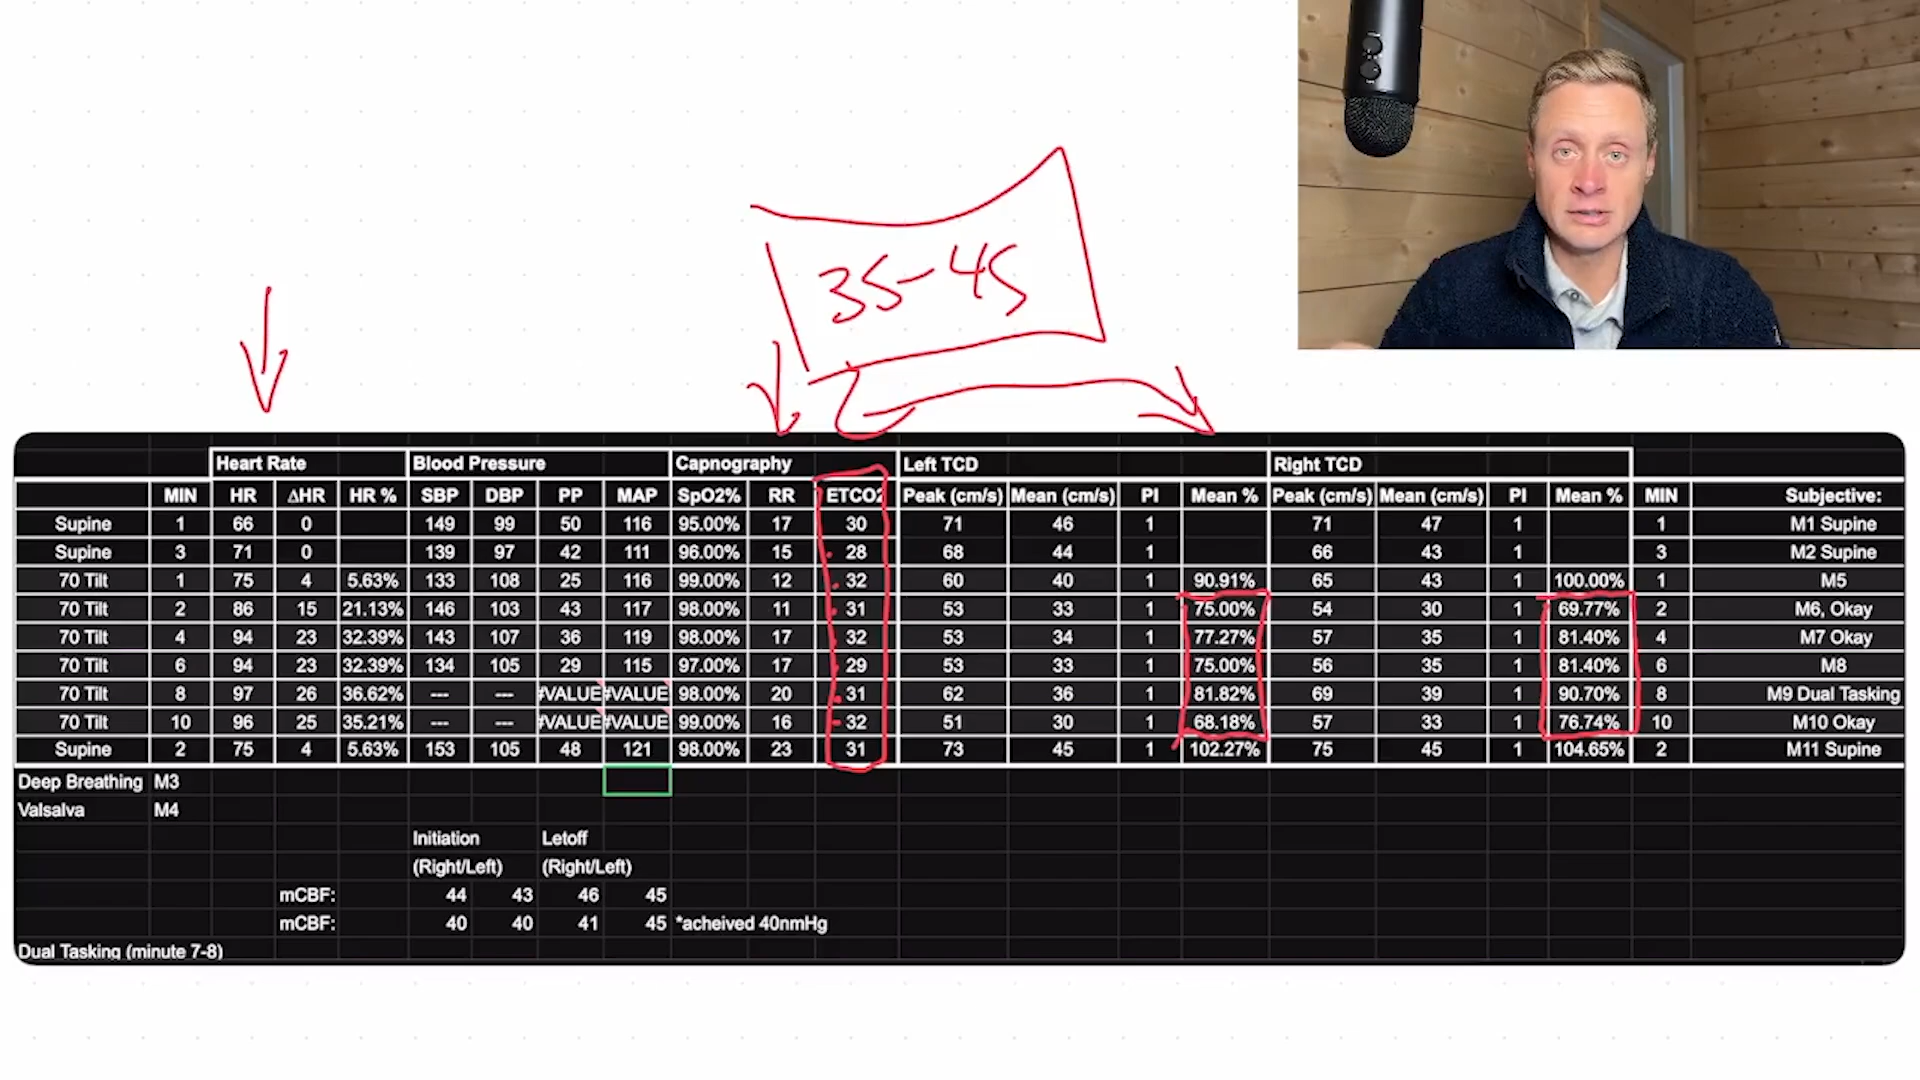 35-45
Heart Rate Blood Pressure Capnography Left TCD Right TCD
MIN HR ΔHR HR % SBP DBP PP MAP SpO2% RR ETCO2 Peak (cm/s) Mean (cm/s) PI Mean % Peak (cm/s) Mean (cm/s) PI Mean % MIN Subjective:
Supine 1 66 0 149 99 50 116 95.00% 17 30 71 46 1 71 47 1 1 M1 Supine
Supine 3 71 0 139 97 42 111 96.00% 15 28 68 44 1 66 43 1 3 M2 Supine
70 Tilt 1 75 4 5.63% 133 108 25 116 99.00% 12 32 60 40 1 90.91% 65 43 1 100.00% 1 M5
70 Tilt 2 86 15 21.13% 146 103 43 117 98.00% 11 31 53 33 1 75.00% 54 30 1 69.77% 2 M6, Okay
70 Tilt 4 94 23 32.39% 143 107 36 119 98.00% 17 32 53 34 1 77.27% 57 35 1 81.40% 4 M7 Okay
70 Tilt 6 94 23 32.39% 134 105 29 115 97.00% 17 29 53 33 1 75.00% 56 35 1 81.40% 6 M8
70 Tilt 8 97 26 36.62% --- --- #VALUE #VALUE 98.00% 20 31 62 36 1 81.82% 69 39 1 90.70% 8 M9 Dual Tasking
70 Tilt 10 96 25 35.21% --- --- #VALUE #VALUE 99.00% 16 32 51 30 1 68.18% 57 33 1 76.74% 10 M10 Okay
Supine 2 75 4 5.63% 153 105 48 121 98.00% 23 31 73 45 1 102.27% 75 45 1 104.65% 2 M11 Supine
Deep Breathing M3
Valsalva M4
Initiation Letoff
(Right/Left) (Right/Left)
mCBF: 44 43 46 45
mCBF: 40 40 41 45 *acheived 40nmHg
Dual Tasking (minute 7-8)